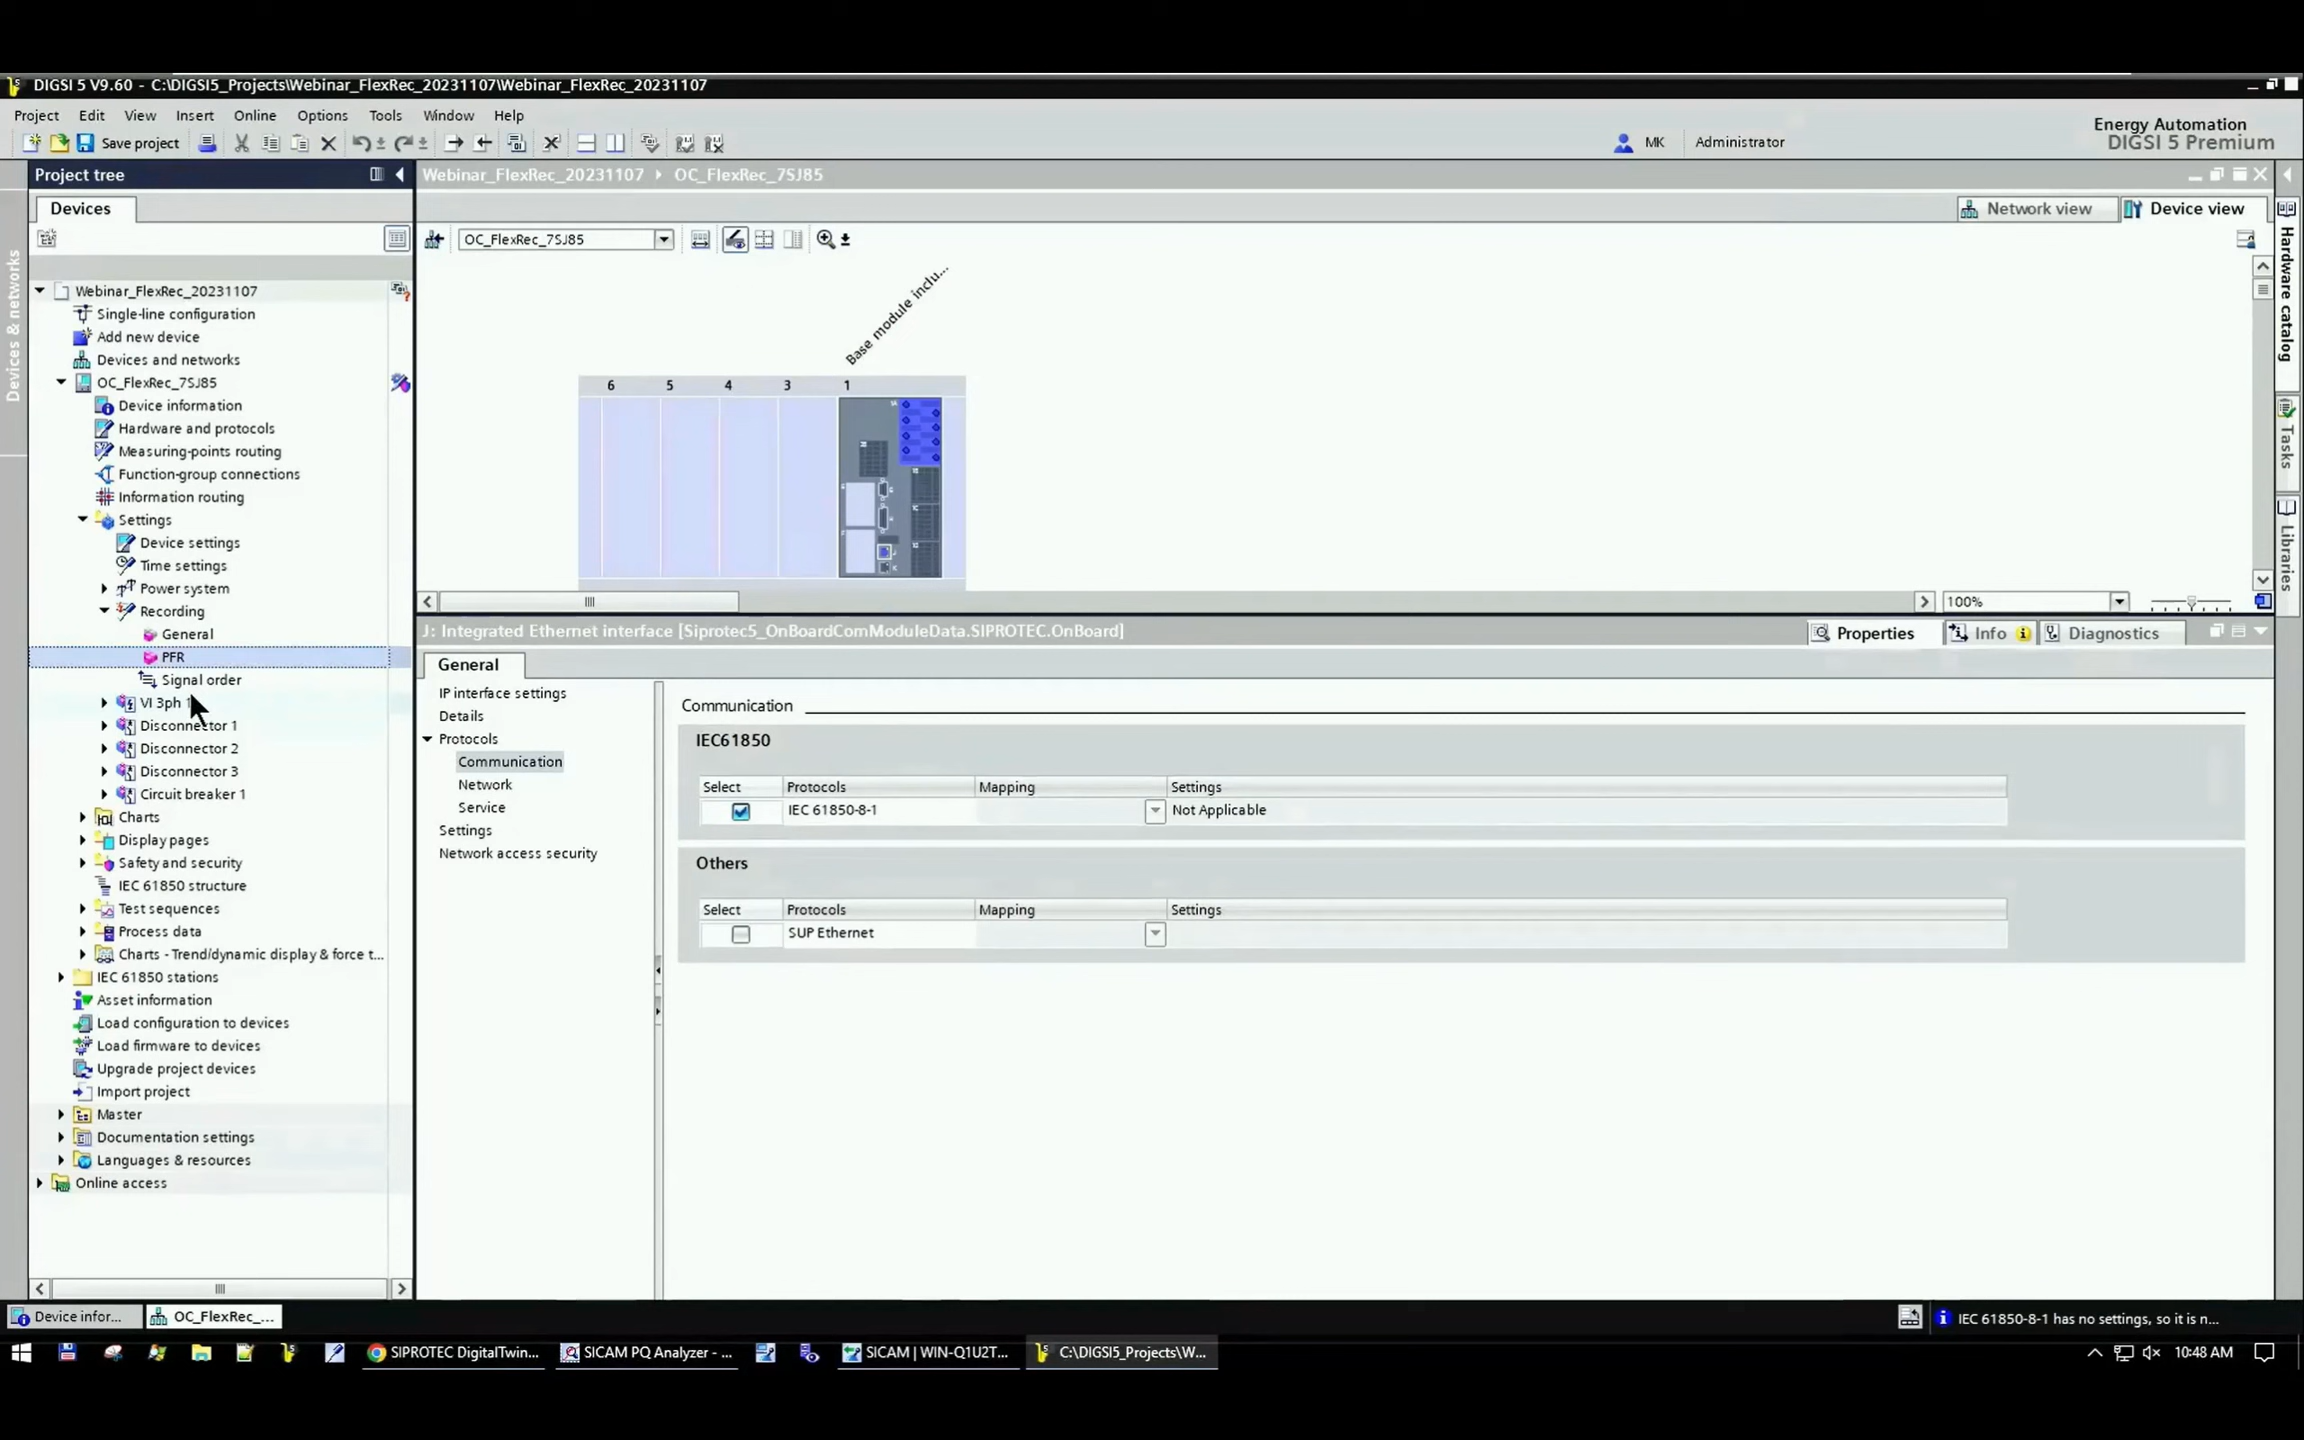 DIGSI 5 V9.60 - C:\DIGSI5_Projects\Webinar_FlexRec_20231107\Webinar_FlexRec_20231107
Project Edit View Insert Online Options Tools Window Help
Energy Automation
DIGSI 5 Premium
Save project
MK Administrator
Project tree
Webinar_FlexRec_20231107 OC_FlexRec_7SJ85
Devices
Network view Device view
OC_FlexRec_7SJ85
Devices & networks
Hardware catalog
Tasks
Libraries
Webinar_FlexRec_20231107
Single-line configuration
Add new device
Devices and networks
OC_FlexRec_7SJ85
Device information
Hardware and protocols
Measuring-points routing
Function-group connections
Information routing
Settings
Device settings
Time settings
Power system
Recording
General
PFR
Signal order
VI 3ph 1
Disconnector 1
Disconnector 2
Disconnector 3
Circuit breaker 1
Charts
Display pages
Safety and security
IEC 61850 structure
Test sequences
Process data
Charts - Trend/dynamic display & force t...
IEC 61850 stations
Asset information
Load configuration to devices
Load firmware to devices
Upgrade project devices
Import project
Master
Documentation settings
Languages & resources
Online access
Base module inclu...
6 5 4 3 1
100%
J: Integrated Ethernet interface [Siprotec5_OnBoardComModuleData.SIPROTEC.OnBoard]
Properties Info Diagnostics
General
IP interface settings
Details
Protocols
Communication
Network
Service
Settings
Network access security
Communication
IEC61850
Select Protocols Mapping Settings
IEC 61850-8-1 Not Applicable
Others
Select Protocols Mapping Settings
SUP Ethernet
Device infor... OC_FlexRec_...
IEC 61850-8-1 has no settings, so it is n...
SIPROTEC DigitalTwin... SICAM PQ Analyzer - ... SICAM | WIN-Q1U2T... C:\DIGSI5_Projects\W...
10:48 AM